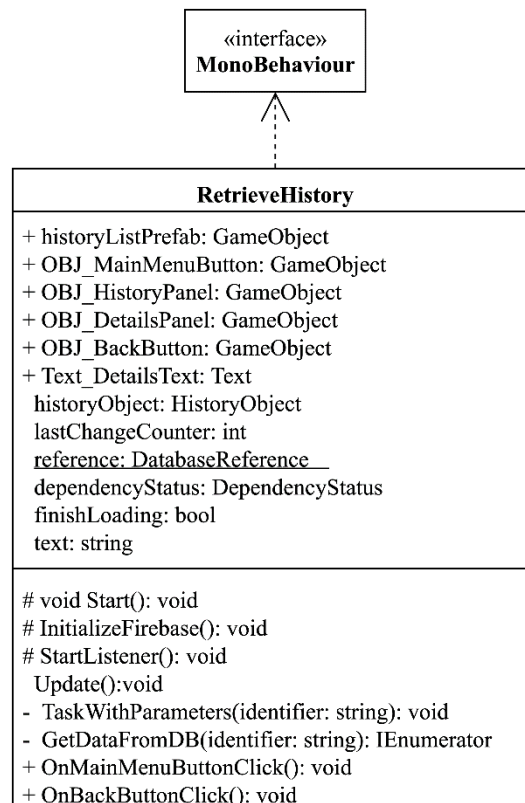 «interface»
MonoBehaviour
RetrieveHistory
+ historyListPrefab: GameObject
+ OBJ_MainMenuButton: GameObject
+ OBJ_HistoryPanel: GameObject
+ OBJ_DetailsPanel: GameObject
+ OBJ_BackButton: GameObject
+ Text_DetailsText: Text
historyObject: HistoryObject
lastChangeCounter: int
reference: DatabaseReference
dependencyStatus: DependencyStatus
finishLoading: bool
text: string
# void Start(): void
# InitializeFirebase(): void
# StartListener(): void
Update():void
- TaskWithParameters(identifier: string): void
- GetDataFromDB(identifier: string): IEnumerator
+ OnMainMenuButtonClick(): void
+ OnBackButtonClick(): void